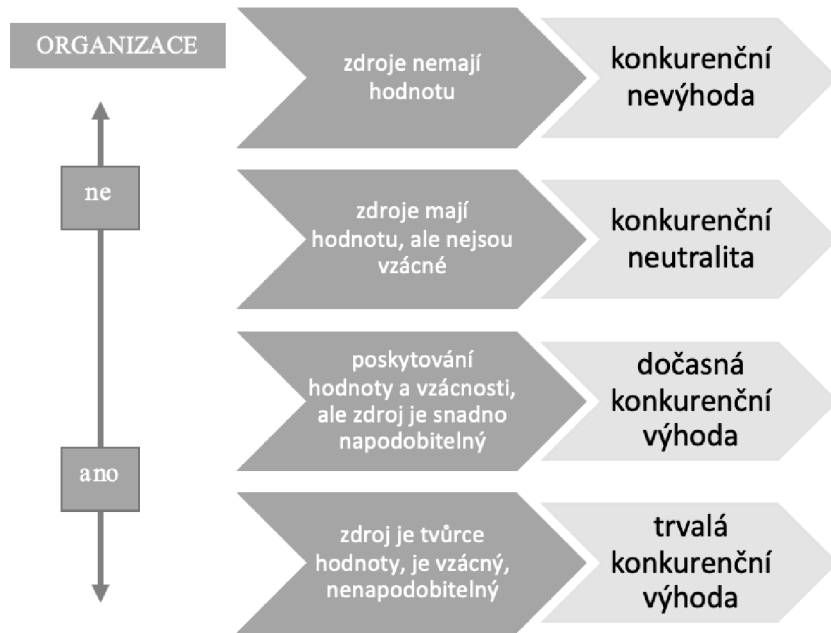 ORGANIZACE
zdroje nemají
hodnotu
konkurenční
nevýhoda
ne
zdroje mají
hodnotu, ale nejsou
vzácné
konkurenční
neutralita
poskytování
hodnoty a vzácnosti,
ale zdroj je snadno
napodobitelný
dočasná
konkurenční
výhoda
ano
zdroj je tvůrce
hodnoty, je vzácný,
nenapodobitelný
trvalá
konkurenční
výhoda